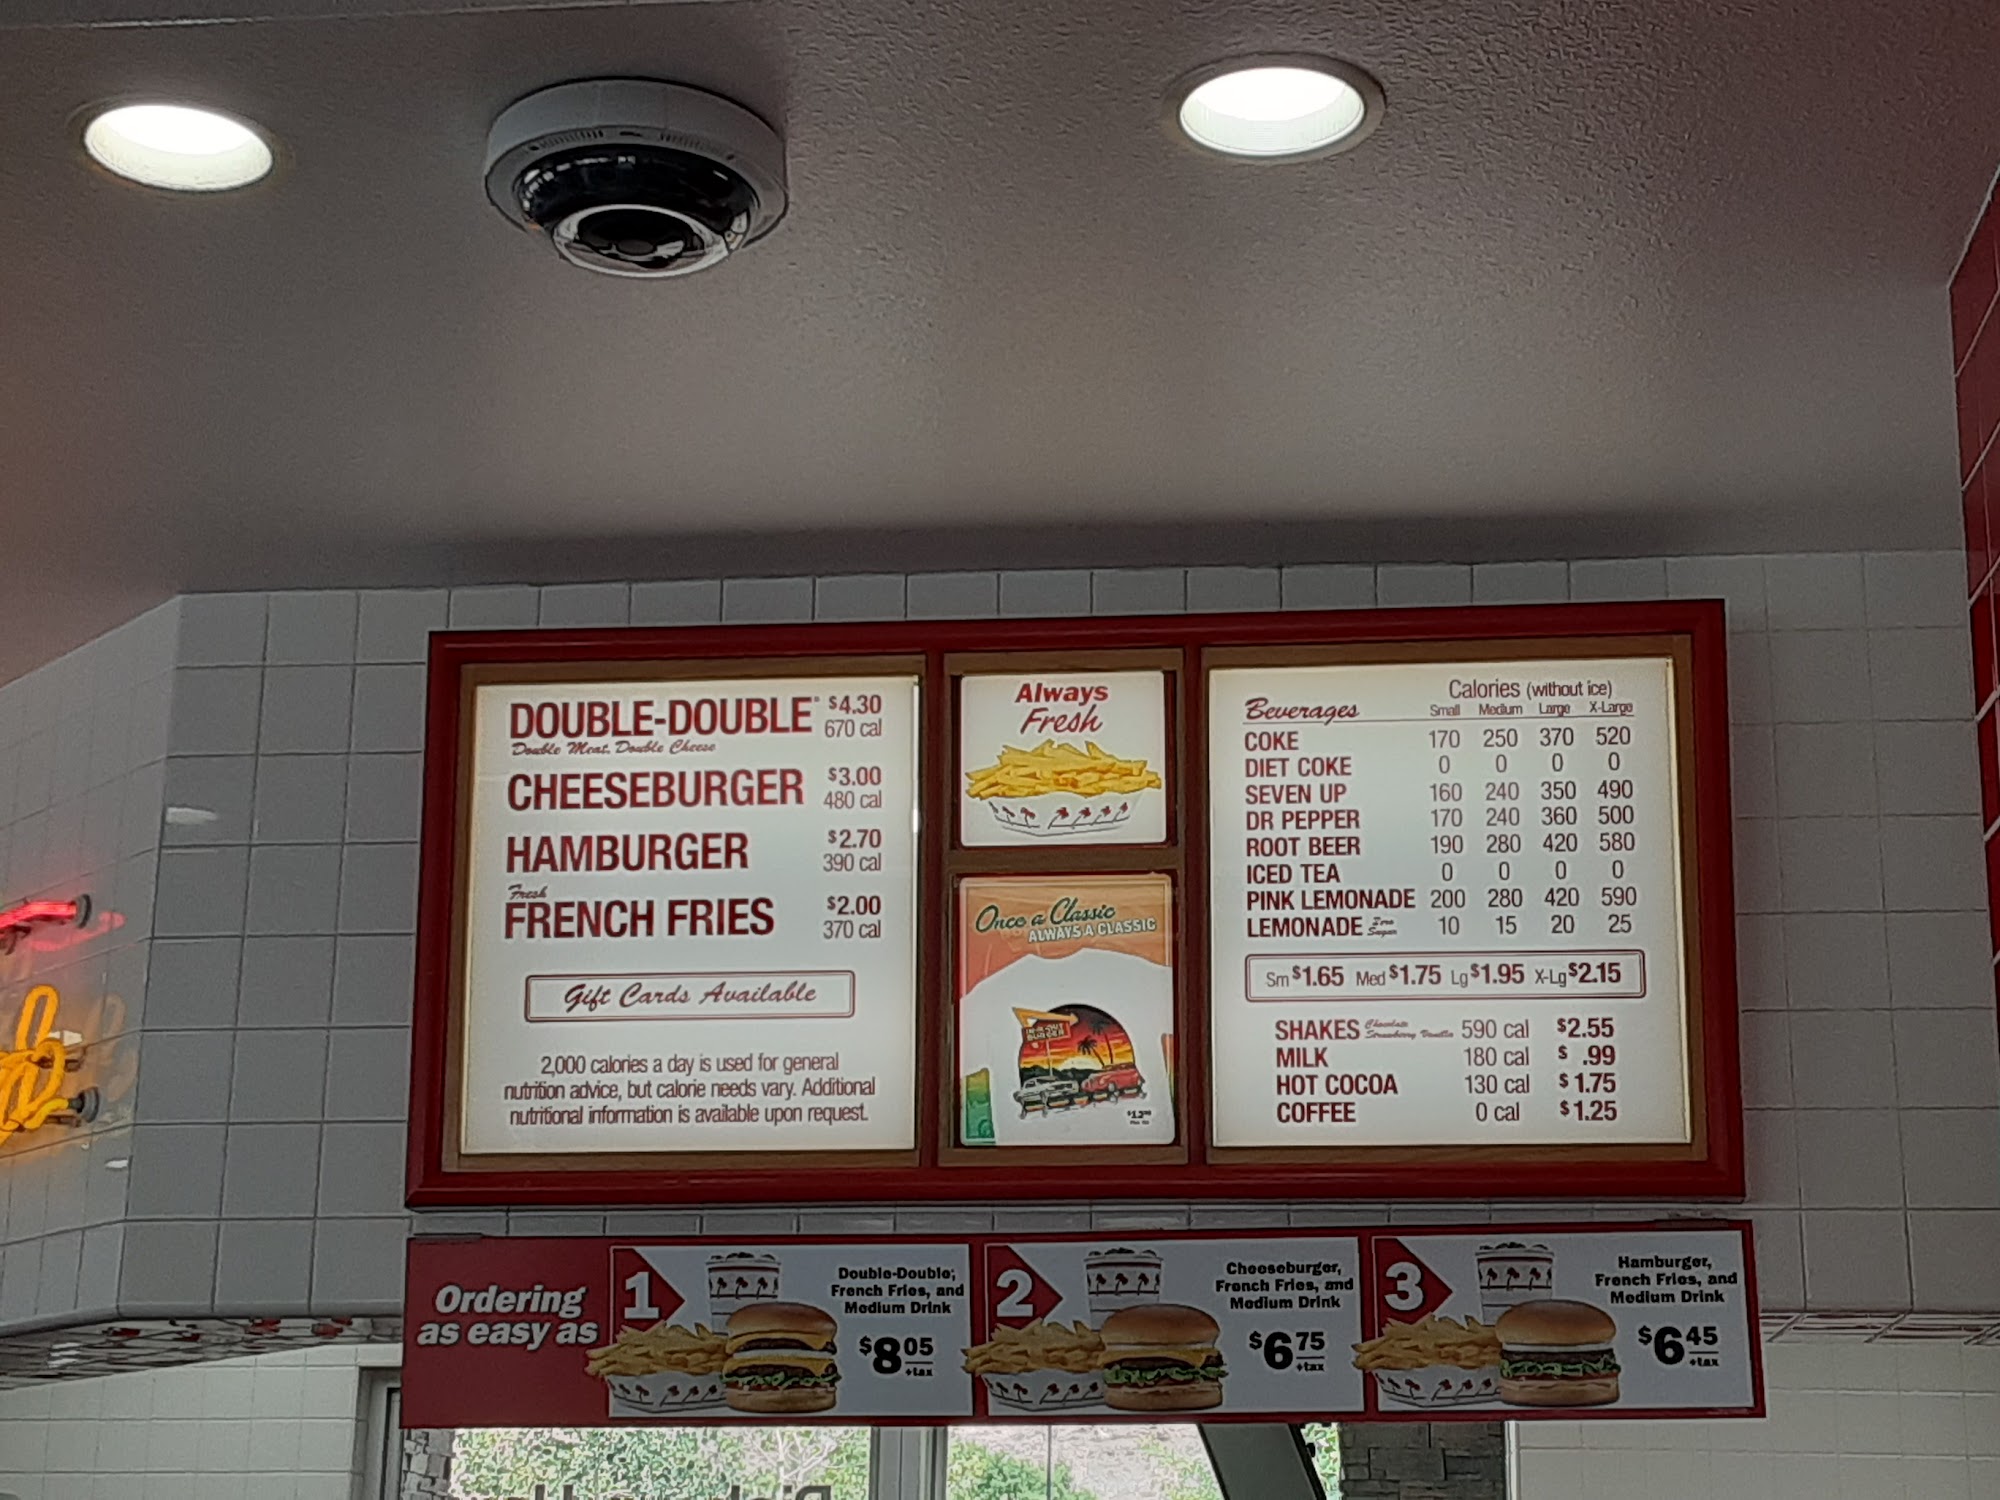 DOUBLE-DOUBLE® $4.30
Double Meat, Double Cheese 670 cal
CHEESEBURGER $3.00
480 cal
HAMBURGER $2.70
390 cal
Fresh
FRENCH FRIES $2.00
370 cal
Gift Cards Available
2,000 calories a day is used for general
nutrition advice, but calorie needs vary. Additional
nutritional information is available upon request.
Always
Fresh
Once a Classic
ALWAYS A CLASSIC
IN-N-OUT
BURGER
Calories (without ice)
Beverages Small Medium Large X-Large
COKE 170 250 370 520
DIET COKE 0 0 0 0
SEVEN UP 160 240 350 490
DR PEPPER 170 240 360 500
ROOT BEER 190 280 420 580
ICED TEA 0 0 0 0
PINK LEMONADE 200 280 420 590
LEMONADE Zero Sugar 10 15 20 25
Sm $1.65 Med $1.75 Lg $1.95 X-Lg $2.15
SHAKES Chocolate Strawberry Vanilla 590 cal $2.55
MILK 180 cal $ .99
HOT COCOA 130 cal $1.75
COFFEE 0 cal $1.25
Ordering
as easy as
1
Double-Double,
French Fries, and
Medium Drink
$8 05
+tax
2
Cheeseburger,
French Fries, and
Medium Drink
$6 75
+tax
3
Hamburger,
French Fries, and
Medium Drink
$6 45
+tax